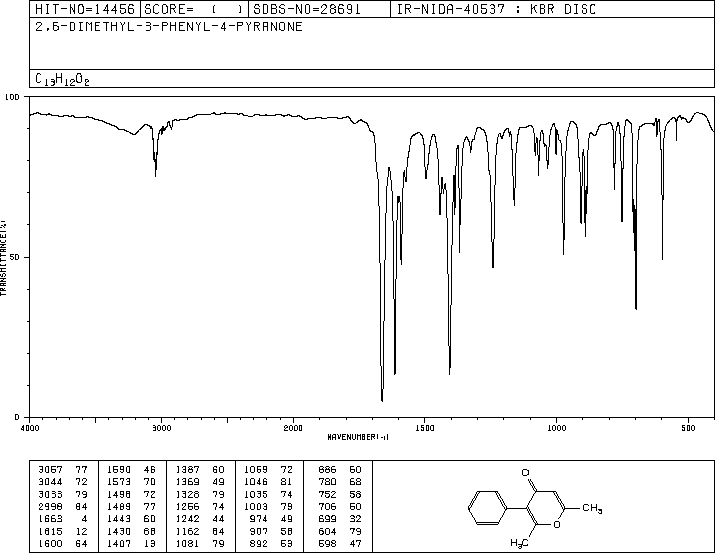 HIT-NO=14456 SCORE= ( ) SDBS-NO=28691 IR-NIDA-40537 : KBR DISC
2,6-DIMETHYL-3-PHENYL-4-PYRANONE
C13H12O2
100
50
0
TRANSMITTANCE(%)
4000 3000 2000 1500 1000 500
WAVENUMBER(-1)
3067 77 1590 46 1387 60 1069 72 886 60
3044 72 1573 70 1369 49 1046 81 780 68
3033 79 1498 72 1328 79 1035 74 752 58
2998 84 1489 77 1256 74 1003 79 706 50
1663 4 1443 60 1242 44 974 49 699 32
1615 12 1430 68 1162 64 907 58 604 79
1600 64 1407 13 1081 79 892 53 598 47
O
CH3
O
H3C